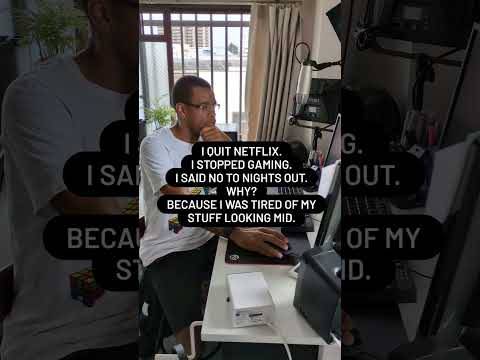 I QUIT NETFLIX.
I STOPPED GAMING.
I SAID NO TO NIGHTS OUT.
WHY?
BECAUSE I WAS TIRED OF MY
STUFF LOOKING MID.